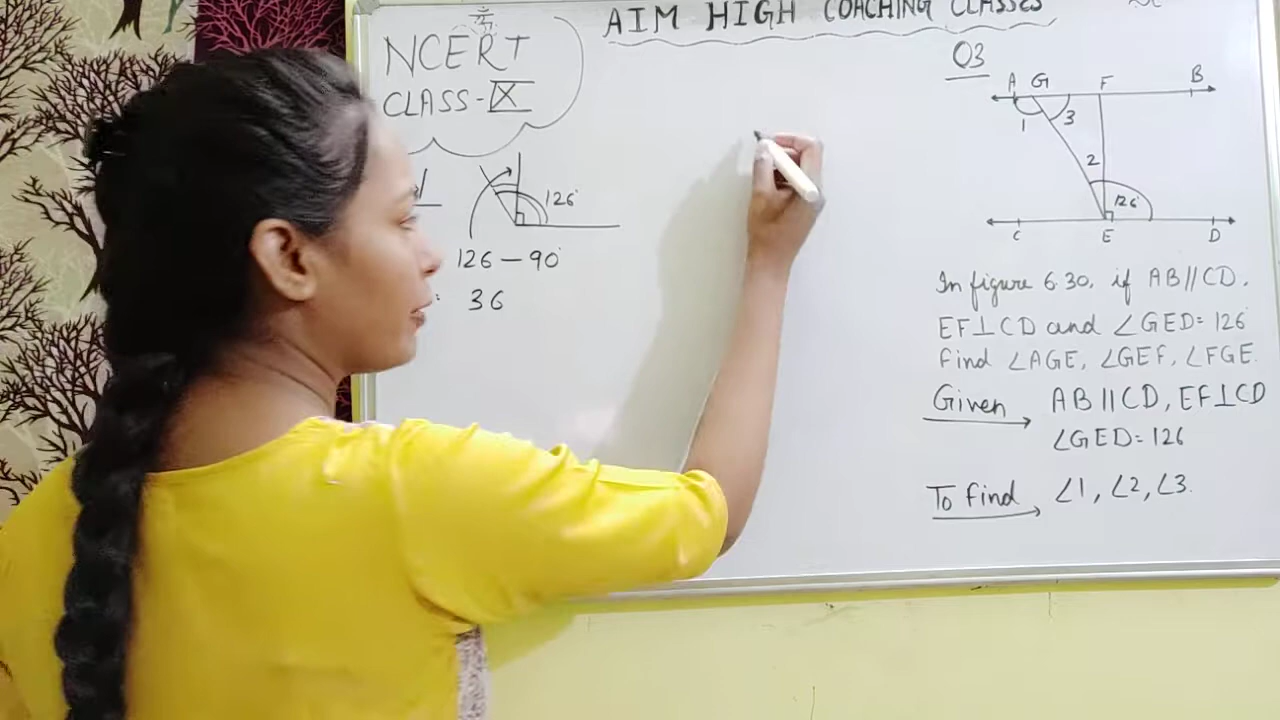 AIM HIGH COACHING CLASSES
NCERT
CLASS-IX
126°
126 - 90°
36
Q3
A G F B
1 3
2
126°
C E D
In figure 6.30, if AB//CD,
EF⊥CD and ∠GED= 126
find ∠AGE, ∠GEF, ∠FGE.
Given → AB||CD, EF⊥CD
∠GED= 126
To find → ∠1, ∠2, ∠3.